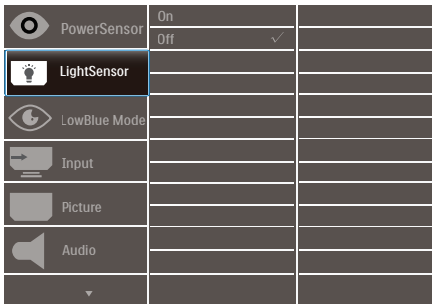 PowerSensor
On
Off
LightSensor
LowBlue Mode
Input
Picture
Audio